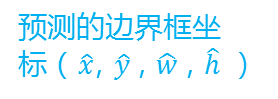 预测的边界框坐
标（x̂, ŷ , ŵ , ĥ ）